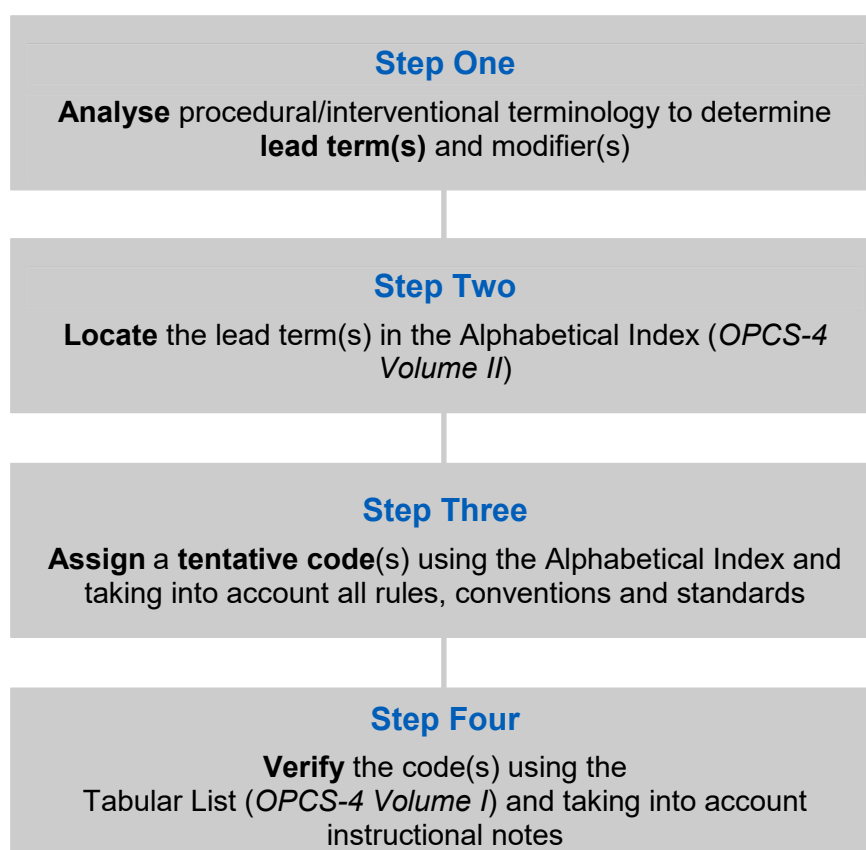 Step One
Analyse procedural/interventional terminology to determine
lead term(s) and modifier(s)
Step Two
Locate the lead term(s) in the Alphabetical Index (OPCS-4
Volume II)
Step Three
Assign a tentative code(s) using the Alphabetical Index and
taking into account all rules, conventions and standards
Step Four
Verify the code(s) using the
Tabular List (OPCS-4 Volume I) and taking into account
instructional notes